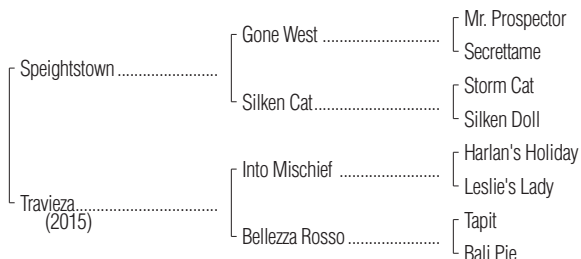 Mr. Prospector
Gone West ................................
Secrettame
Speightstown ...........................
Storm Cat
Silken Cat..................................
Silken Doll
Harlan's Holiday
Into Mischief ...........................
Leslie's Lady
Travieza......................................
(2015)
Tapit
Bellezza Rosso .........................
Bali Pie